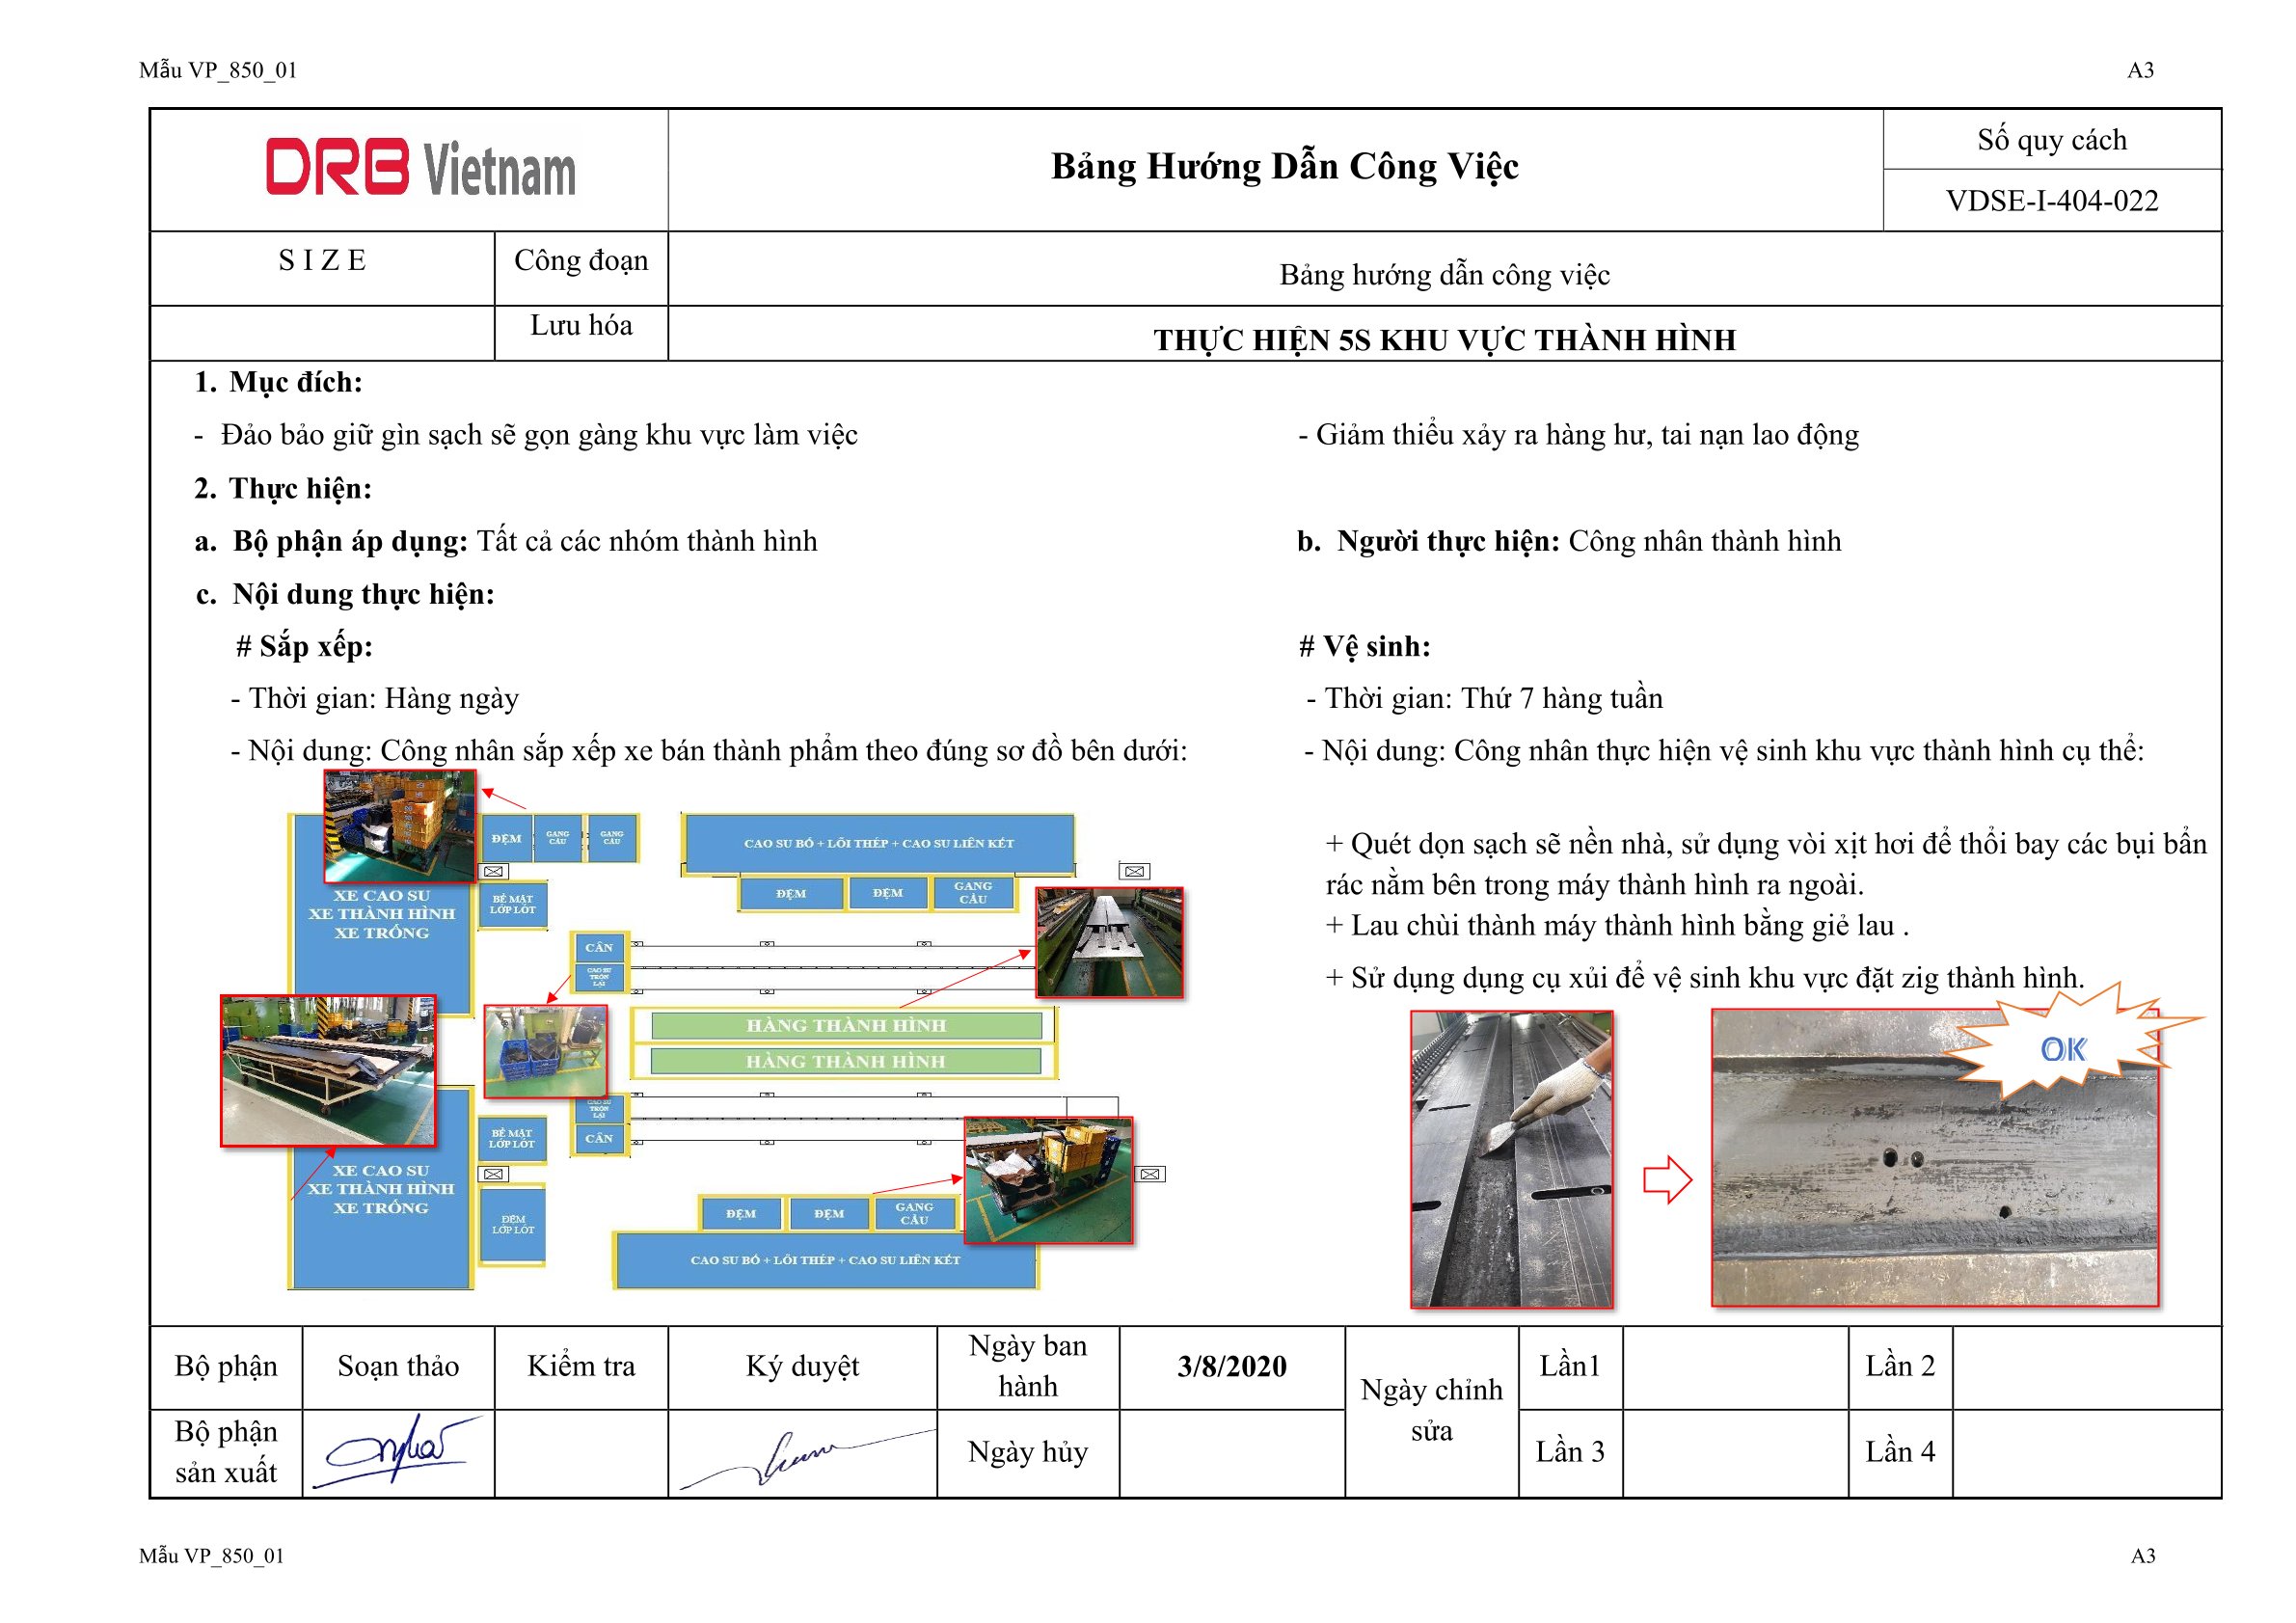 Mẫu VP_850_01
A3
DRB Vietnam
Bảng Hướng Dẫn Công Việc
Số quy cách
VDSE-I-404-022
S I Z E
Công đoạn
Bảng hướng dẫn công việc
Lưu hóa
THỰC HIỆN 5S KHU VỰC THÀNH HÌNH
1. Mục đích:
- Đảo bảo giữ gìn sạch sẽ gọn gàng khu vực làm việc
- Giảm thiểu xảy ra hàng hư, tai nạn lao động
2. Thực hiện:
a. Bộ phận áp dụng: Tất cả các nhóm thành hình
b. Người thực hiện: Công nhân thành hình
c. Nội dung thực hiện:
# Sắp xếp:
- Thời gian: Hàng ngày
- Nội dung: Công nhân sắp xếp xe bán thành phẩm theo đúng sơ đồ bên dưới:
ĐỆM
GANG
CẦU
GANG
CẦU
CAO SU BỐ + LÕI THÉP + CAO SU LIÊN KẾT
ĐỆM
ĐỆM
GANG
CẦU
XE CAO SU
XE THÀNH HÌNH
XE TRỐNG
BỀ MẶT
LỚP LÓT
CÂN
CAO SU
TRỘN
LẠI
HÀNG THÀNH HÌNH
HÀNG THÀNH HÌNH
CAO SU
TRỘN
LẠI
CÂN
BỀ MẶT
LỚP LÓT
XE CAO SU
XE THÀNH HÌNH
XE TRỐNG
ĐỆM
LỚP LÓT
ĐỆM
ĐỆM
GANG
CẦU
CAO SU BỐ + LÕI THÉP + CAO SU LIÊN KẾT
# Vệ sinh:
- Thời gian: Thứ 7 hàng tuần
- Nội dung: Công nhân thực hiện vệ sinh khu vực thành hình cụ thể:
+ Quét dọn sạch sẽ nền nhà, sử dụng vòi xịt hơi để thổi bay các bụi bẩn
rác nằm bên trong máy thành hình ra ngoài.
+ Lau chùi thành máy thành hình bằng giẻ lau .
+ Sử dụng dụng cụ xủi để vệ sinh khu vực đặt zig thành hình.
OK
Bộ phận
Soạn thảo
Kiểm tra
Ký duyệt
Ngày ban
hành
3/8/2020
Ngày chỉnh
sửa
Lần1
Lần 2
Bộ phận
sản xuất
Ngày hủy
Lần 3
Lần 4
Mẫu VP_850_01
A3